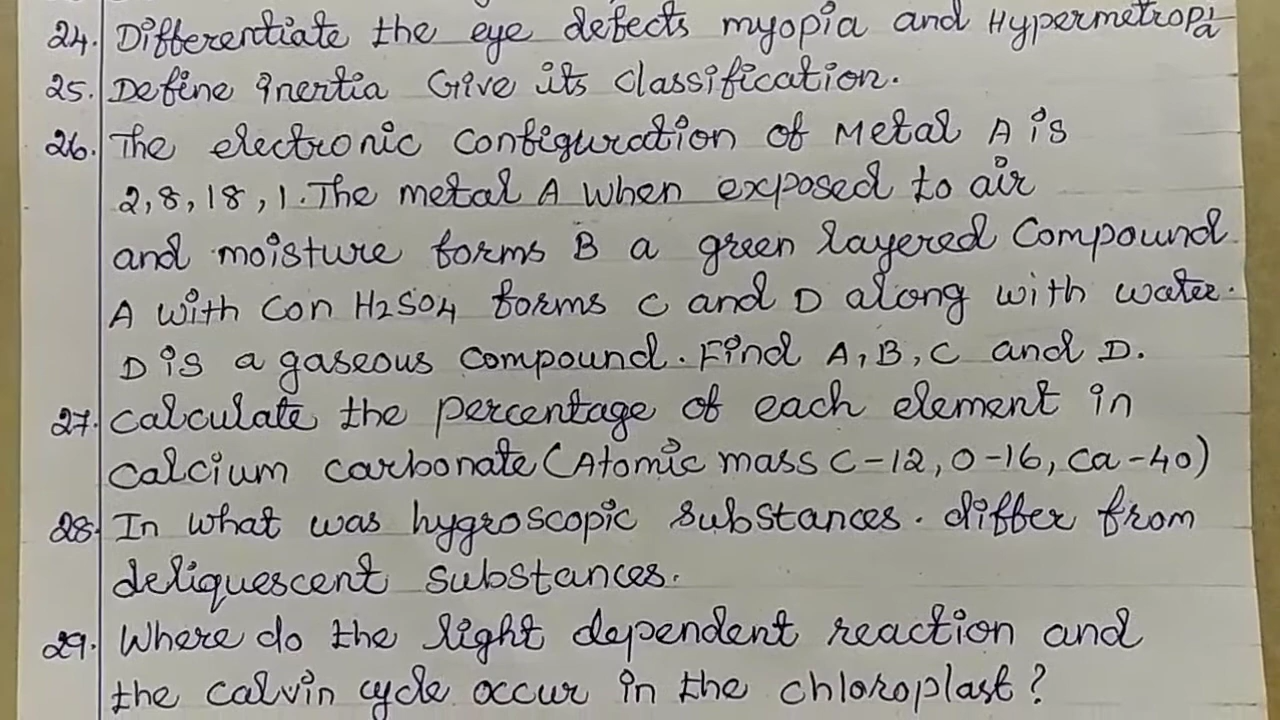 24. Differentiate the eye defects myopia and Hypermetropia
25. Define Inertia Give its classification.
26. The electronic configuration of Metal A is
2,8,18,1. The metal A when exposed to air
and moisture forms B a green layered compound
A with con H2SO4 forms C and D along with water.
D is a gaseous compound. Find A, B, C and D.
27. Calculate the percentage of each element in
calcium carbonate (Atomic mass C-12, O-16, Ca-40)
28. In what was hygroscopic substances. differ from
deliquescent substances.
29. Where do the light dependent reaction and
the calvin cycle occur in the chloroplast?